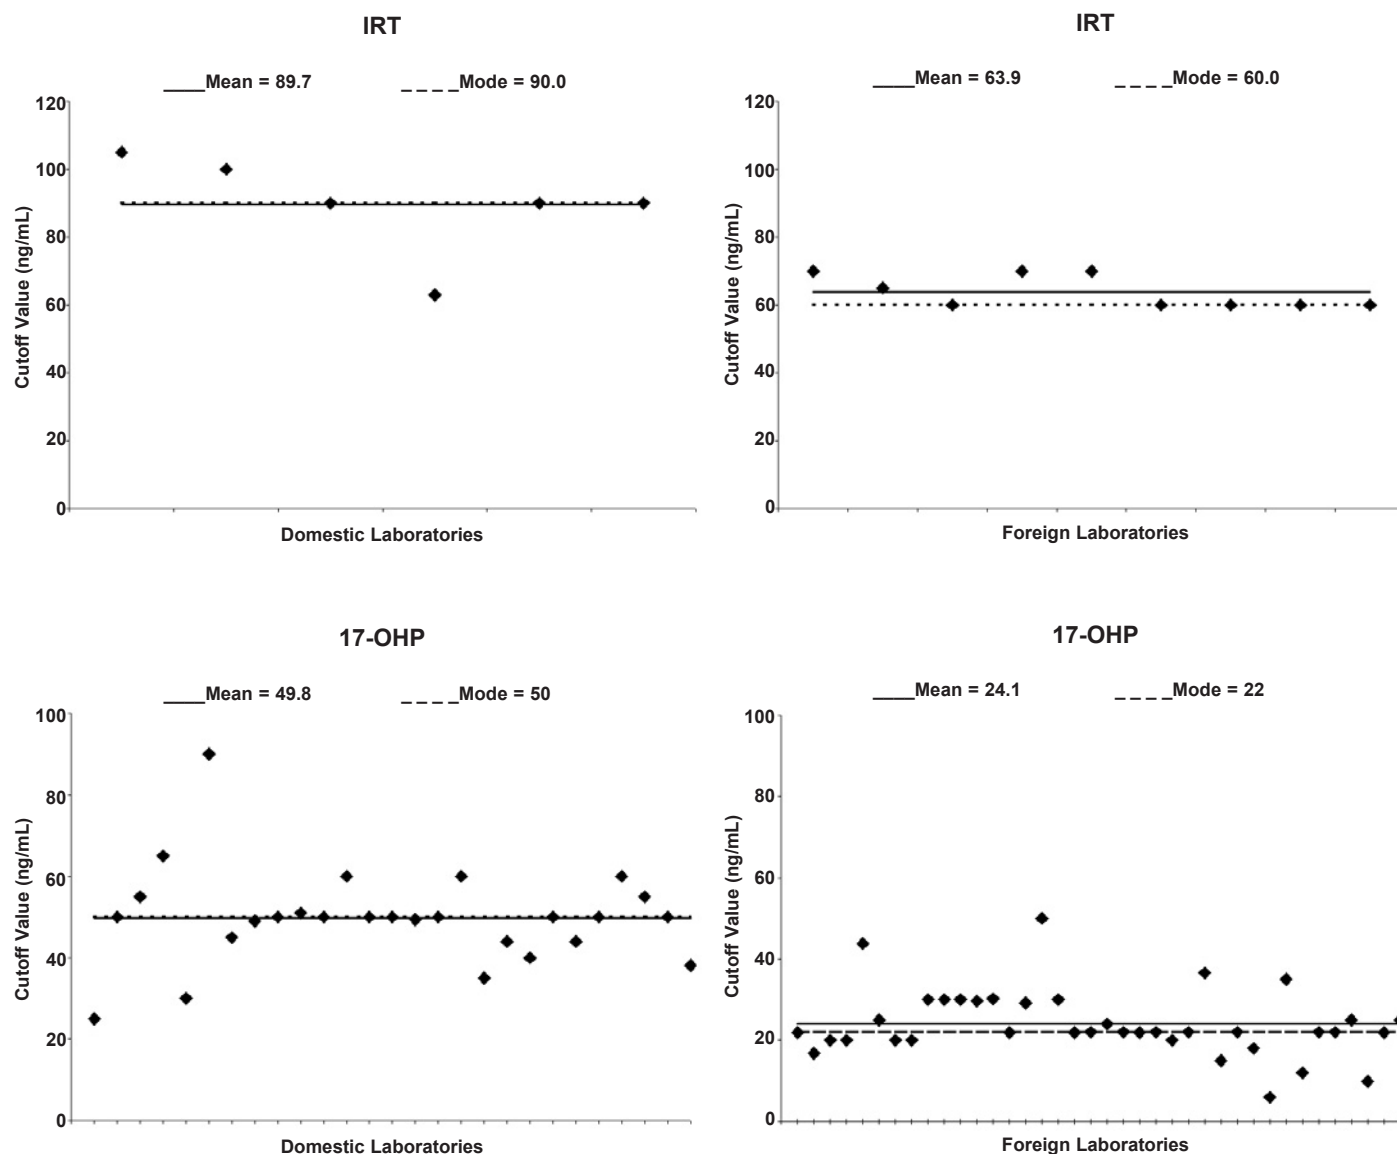 IRT
____Mean = 89.7 _ _ _ _Mode = 90.0
120
100
80
60
40
20
0
Cutoff Value (ng/mL)
Domestic Laboratories
IRT
____Mean = 63.9 _ _ _ _Mode = 60.0
120
100
80
60
40
20
0
Cutoff Value (ng/mL)
Foreign Laboratories
17-OHP
____Mean = 49.8 _ _ _ _Mode = 50
100
80
60
40
20
0
Cutoff Value (ng/mL)
Domestic Laboratories
17-OHP
____Mean = 24.1 _ _ _ _Mode = 22
100
80
60
40
20
0
Cutoff Value (ng/mL)
Foreign Laboratories